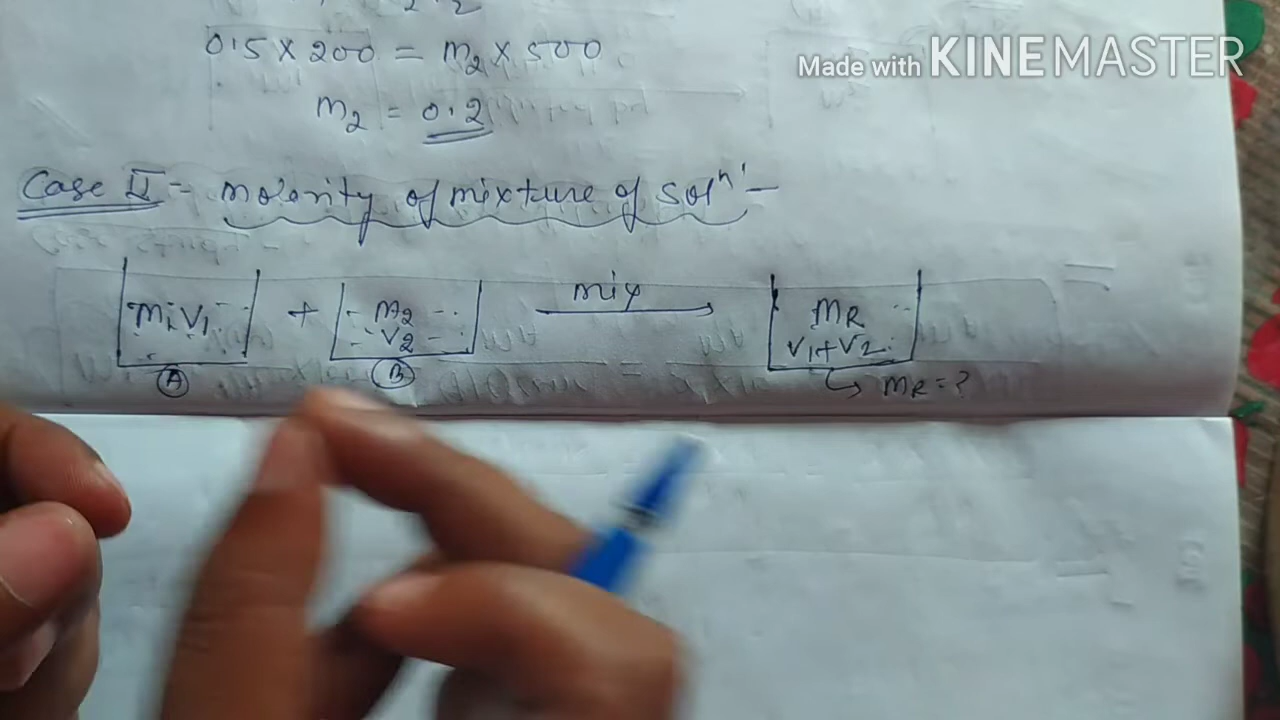 Made with KINEMASTER
0.5 × 200 = M₂ × 500
M₂ = 0.2
Case II - Molarity of mixture of solⁿ' -
M₁V₁ + M₂ mix MR
V₂ V₁+V₂
A B MR = ?